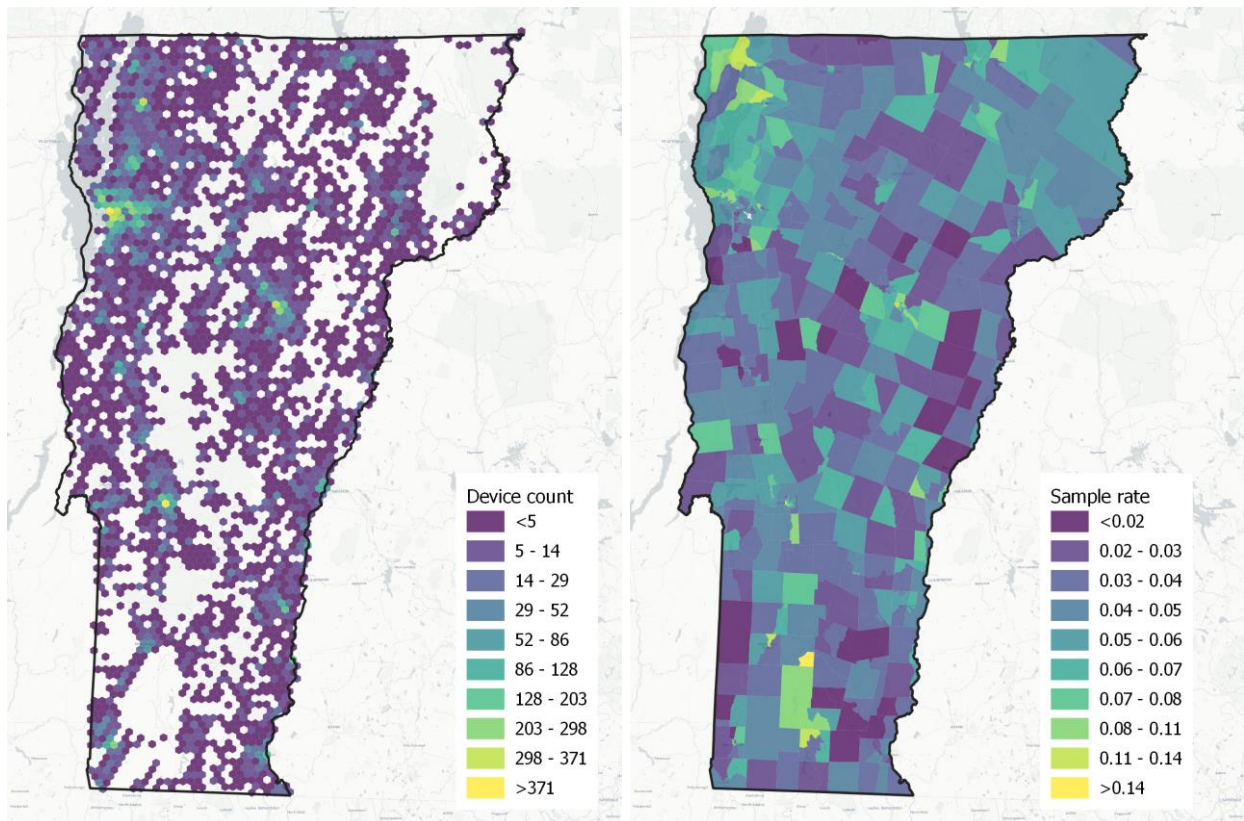 Device count
<5
5 - 14
14 - 29
29 - 52
52 - 86
86 - 128
128 - 203
203 - 298
298 - 371
>371
Sample rate
<0.02
0.02 - 0.03
0.03 - 0.04
0.04 - 0.05
0.05 - 0.06
0.06 - 0.07
0.07 - 0.08
0.08 - 0.11
0.11 - 0.14
>0.14